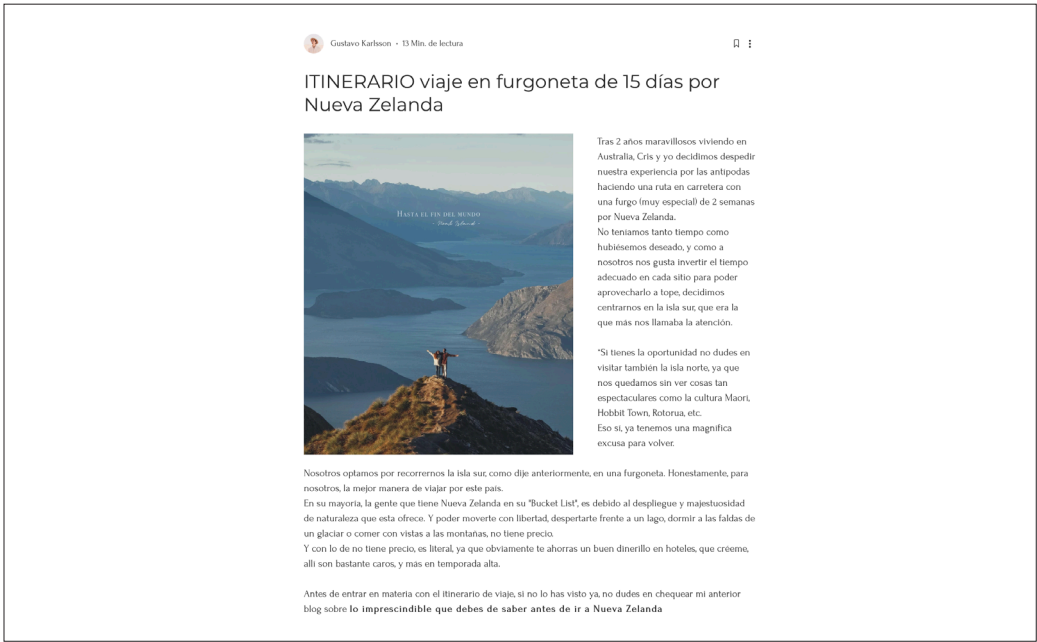 Gustavo Karlsson • 13 Min. de lectura
ITINERARIO viaje en furgoneta de 15 días por
Nueva Zelanda
HASTA EL FIN DEL MUNDO
Tras 2 años maravillosos viviendo en
Australia, Cris y yo decidimos despedir
nuestra experiencia por las antípodas
haciendo una ruta en carretera con
una furgo (muy especial) de 2 semanas
por Nueva Zelanda.
No teníamos tanto tiempo como
hubiésemos deseado, y como a
nosotros nos gusta invertir el tiempo
adecuado en cada sitio para poder
aprovecharlo a tope, decidimos
centrarnos en la isla sur, que era la
que más nos llamaba la atención.
*Si tienes la oportunidad no dudes en
visitar también la isla norte, ya que
nos quedamos sin ver cosas tan
espectaculares como la cultura Maorí,
Hobbit Town, Rotorua, etc.
Eso sí, ya tenemos una magnífica
excusa para volver.
Nosotros optamos por recorrernos la isla sur, como dije anteriormente, en una furgoneta. Honestamente, para
nosotros, la mejor manera de viajar por este país.
En su mayoría, la gente que tiene Nueva Zelanda en su "Bucket List", es debido al despliegue y majestuosidad
de naturaleza que esta ofrece. Y poder moverte con libertad, despertarte frente a un lago, dormir a las faldas de
un glaciar o comer con vistas a las montañas, no tiene precio.
Y con lo de no tiene precio, es literal, ya que obviamente te ahorras un buen dinerillo en hoteles, que créeme,
allí son bastante caros, y más en temporada alta.
Antes de entrar en materia con el itinerario de viaje, si no lo has visto ya, no dudes en chequear mi anterior
blog sobre lo imprescindible que debes de saber antes de ir a Nueva Zelanda